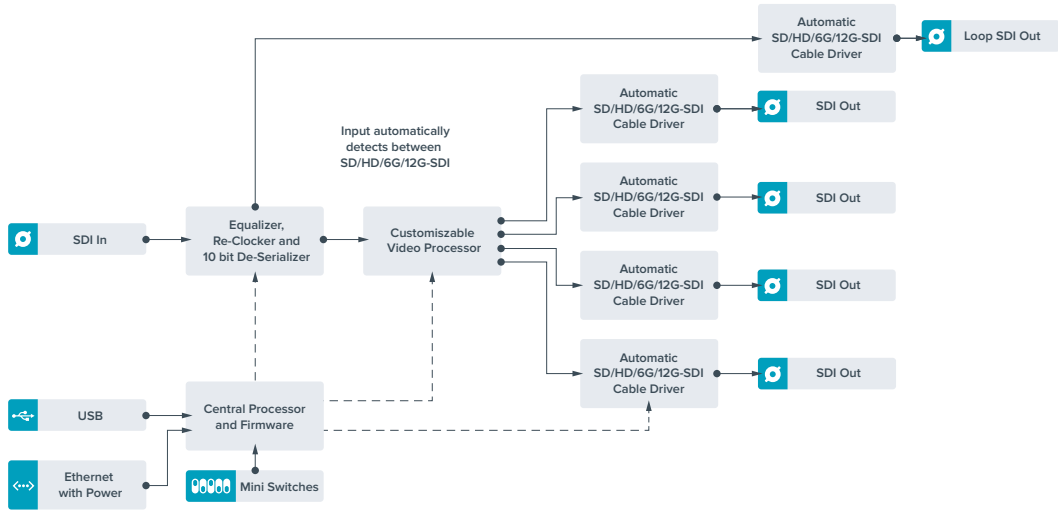 Automatic
SD/HD/6G/12G-SDI
Cable Driver
Loop SDI Out
Automatic
SD/HD/6G/12G-SDI
Cable Driver
SDI Out
Input automatically
detects between
SD/HD/6G/12G-SDI
Automatic
SD/HD/6G/12G-SDI
Cable Driver
SDI Out
SDI In
Equalizer,
Re-Clocker and
10 bit De-Serializer
Customiszable
Video Processor
Automatic
SD/HD/6G/12G-SDI
Cable Driver
SDI Out
Automatic
SD/HD/6G/12G-SDI
Cable Driver
SDI Out
USB
Central Processor
and Firmware
Ethernet
with Power
Mini Switches